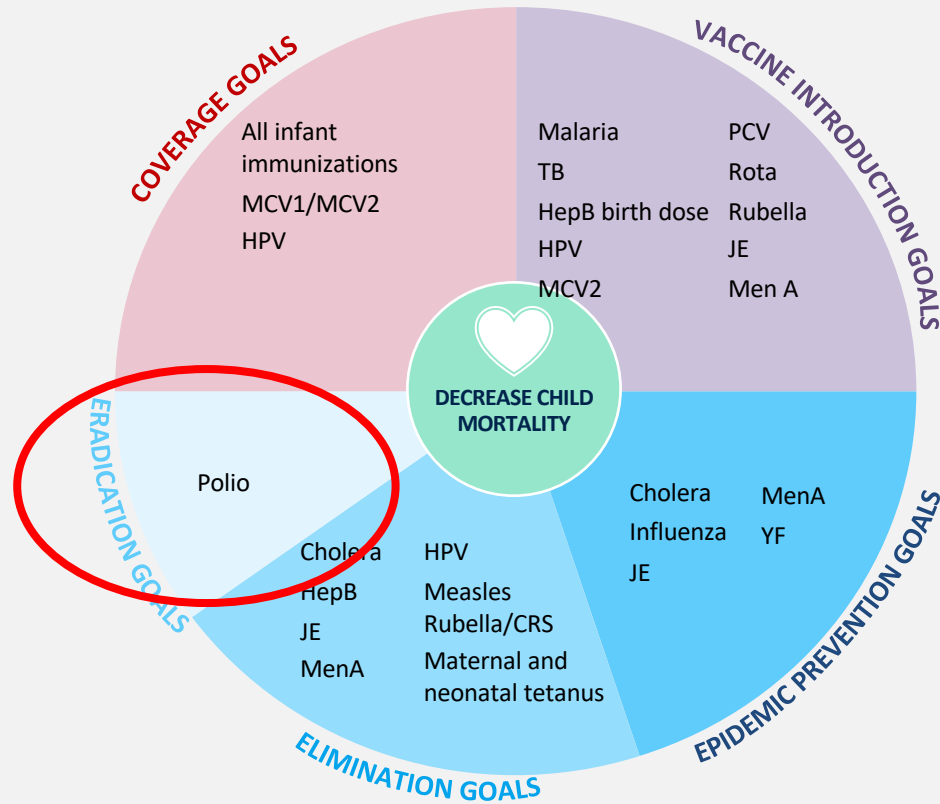 COVERAGE GOALS
All infant
immunizations
MCV1/MCV2
HPV
VACCINE INTRODUCTION GOALS
Malaria
TB
HepB birth dose
HPV
MCV2
PCV
Rota
Rubella
JE
Men A
DECREASE CHILD
MORTALITY
ERADICATION GOALS
Polio
Cholera
HepB
JE
MenA
HPV
Measles
Rubella/CRS
Maternal and
neonatal tetanus
ELIMINATION GOALS
Cholera
Influenza
JE
MenA
YF
EPIDEMIC PREVENTION GOALS